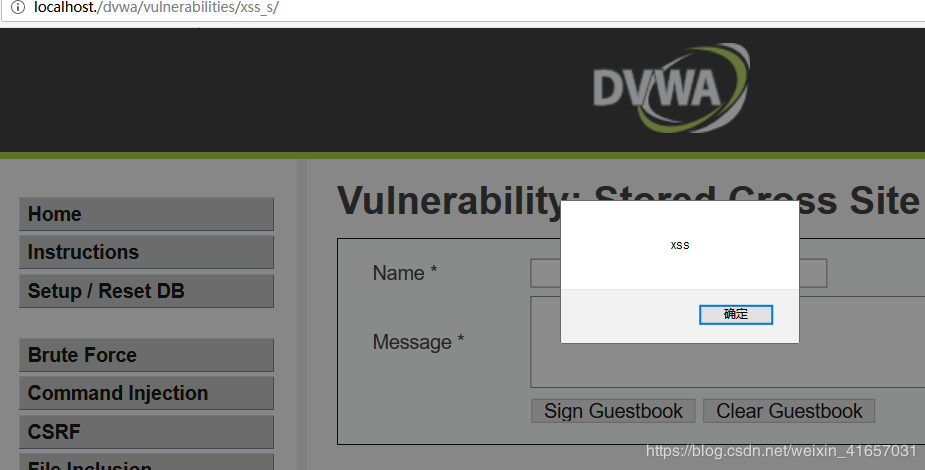 localhost./dvwa/vulnerabilities/xss_s/
DVWA
Home
Instructions
Setup / Reset DB
Brute Force
Command Injection
CSRF
File Inclusion
Vulnerability: Stored Cross Site
Name *
Message *
Sign Guestbook Clear Guestbook
xss
确定
https://blog.csdn.net/weixin_41657031